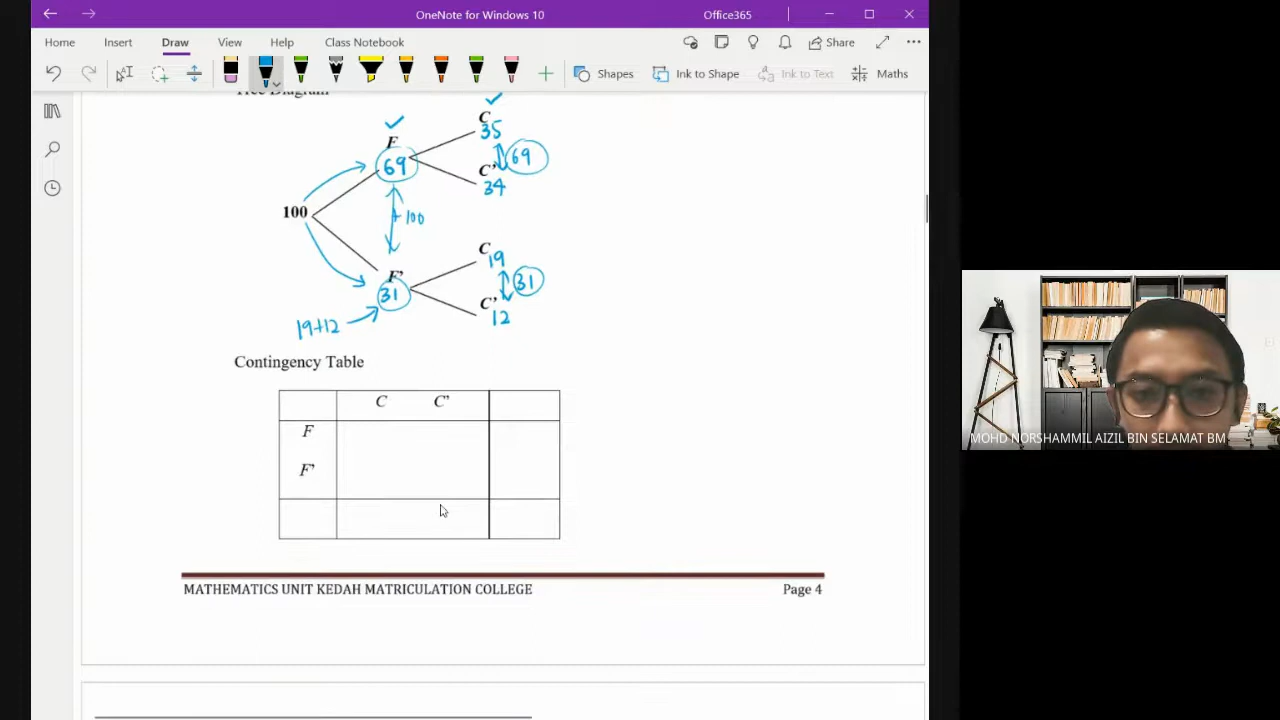 OneNote for Windows 10
Office365
Home
Insert
Draw
View
Help
Class Notebook
Share
Shapes
Ink to Shape
Ink to Text
Maths
Tree Diagram
C
35
F
69
69
C'
34
100
+ 100
C
19
F'
31
31
C'
12
19+12
Contingency Table
C C'
F
F'
MATHEMATICS UNIT KEDAH MATRICULATION COLLEGE
Page 4
MOHD NORSHAMMIL AIZIL BIN SELAMAT BM